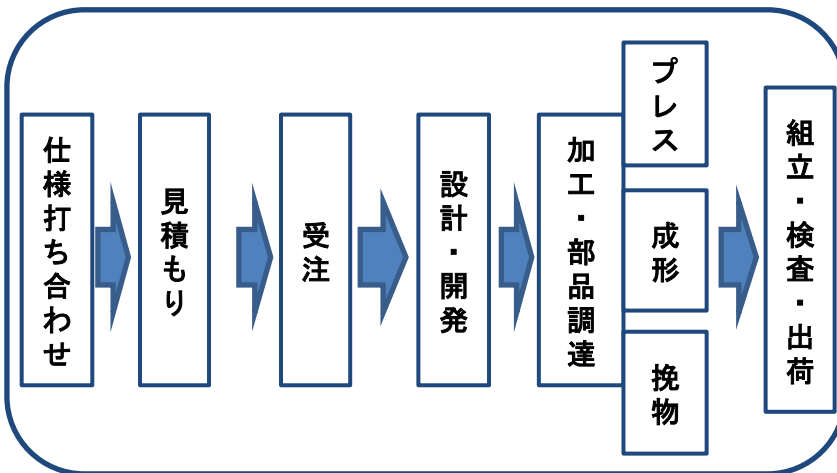 仕様打ち合わせ
見積もり
受注
設計・開発
加工・部品調達
プレス
成形
挽物
組立・検査・出荷